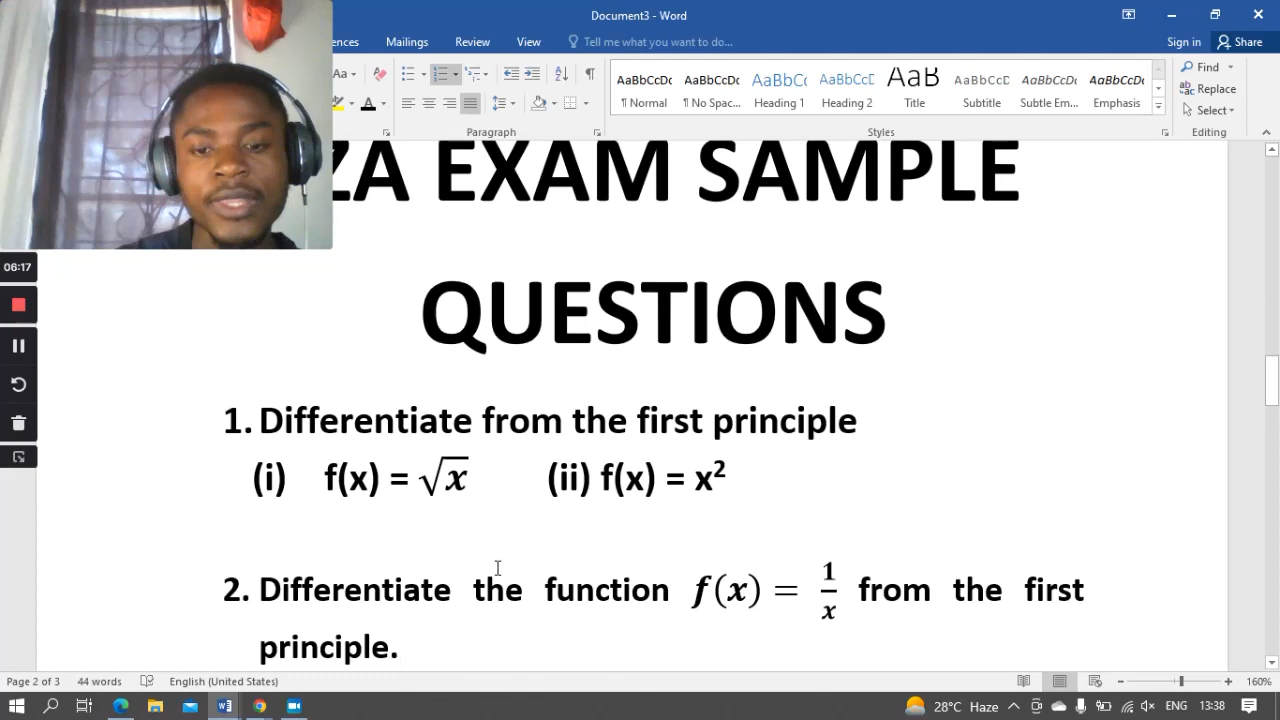 Document3 - Word
Sign in
Share
ences
Mailings
Review
View
Tell me what you want to do...
Aa
A
AaBbCcDc
AaBbCcDc
AaBbCc
AaBbCcD
AaB
AaBbCcD
AaBbCcDc
AaBbCcDc
¶ Normal
¶ No Spac...
Heading 1
Heading 2
Title
Subtitle
Subtle Em...
Emphasis
Find
Replace
Select
Paragraph
Styles
Editing
ZA EXAM SAMPLE
QUESTIONS
06:17
1. Differentiate from the first principle
(i) f(x) = √x (ii) f(x) = x²
2. Differentiate the function f(x) = 1/x from the first
principle.
Page 2 of 3
44 words
English (United States)
160%
28°C Haze
ENG
13:38